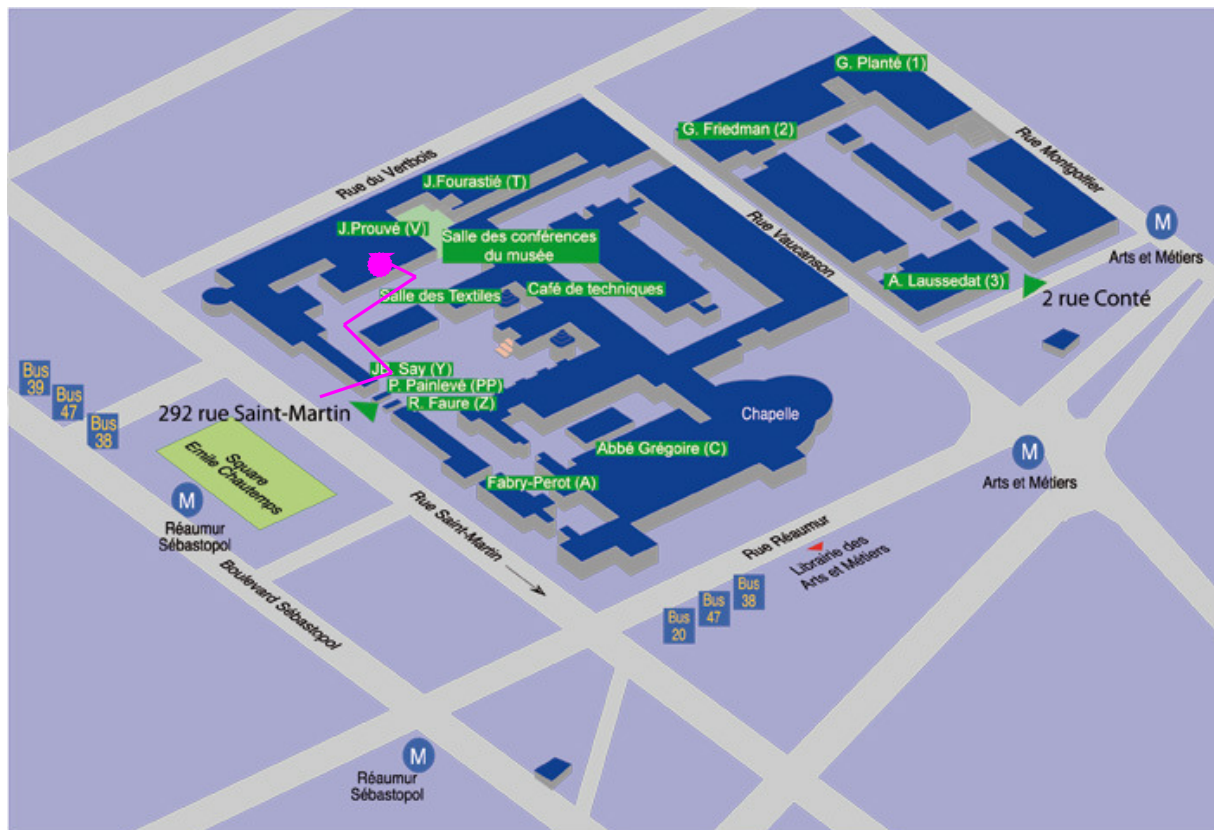 G. Planté (1)
G. Friedman (2)
Rue Montgolfier
Rue du Vertbois
J.Fourastié (T)
J.Prouvé (V)
Salle des conférences
du musée
Rue Vaucanson
M
Arts et Métiers
A. Laussedat (3)
2 rue Conté
Salle des Textiles
Café de techniques
JB. Say (Y)
P. Painlevé (PP)
R. Faure (Z)
292 rue Saint-Martin
Bus
39
Bus
47
Bus
38
Chapelle
Abbé Grégoire (C)
Fabry-Perot (A)
M
Arts et Métiers
Square
Emile Chautemps
M
Réaumur
Sébastopol
Rue Saint-Martin
Rue Réaumur
Librairie des
Arts et Métiers
Boulevard Sébastopol
Bus
20
Bus
47
Bus
38
M
Réaumur
Sébastopol